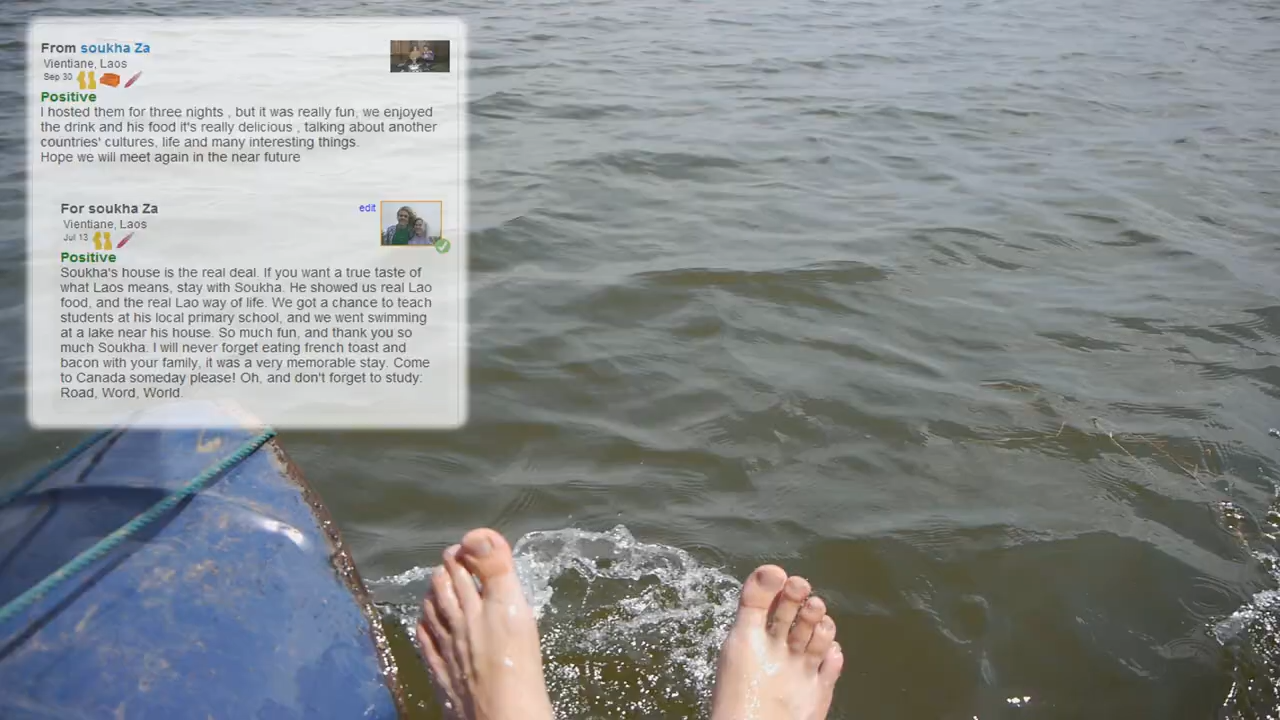 From soukha Za
Vientiane, Laos
Sep 30
Positive
I hosted them for three nights , but it was really fun, we enjoyed
the drink and his food it's really delicious , talking about another
countries' cultures, life and many interesting things.
Hope we will meet again in the near future
For soukha Za
edit
Vientiane, Laos
Jul 13
Positive
Soukha's house is the real deal. If you want a true taste of
what Laos means, stay with Soukha. He showed us real Lao
food, and the real Lao way of life. We got a chance to teach
students at his local primary school, and we went swimming
at a lake near his house. So much fun, and thank you so
much Soukha. I will never forget eating french toast and
bacon with your family, it was a very memorable stay. Come
to Canada someday please! Oh, and don't forget to study:
Road, Word, World.